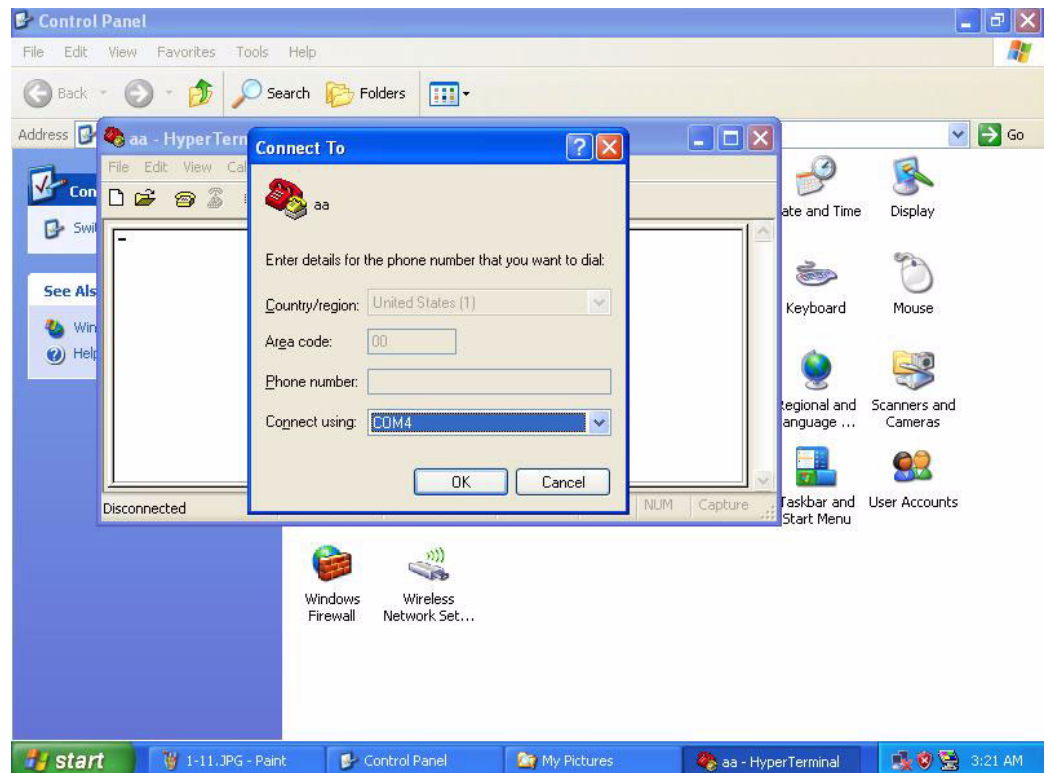 Control Panel
File Edit View Favorites Tools Help
Back Search Folders
Address Go
aa - HyperTern
File Edit View Cal
Connect To
aa
Enter details for the phone number that you want to dial:
Country/region: United States (1)
Area code: 00
Phone number:
Connect using: COM4
OK Cancel
Disconnected NUM Capture
Con
Swi
See Als
Win
Help
ate and Time Display
Keyboard Mouse
Regional and Scanners and
anguage ... Cameras
Taskbar and User Accounts
Start Menu
Windows Wireless
Firewall Network Set...
start 1-11.JPG - Paint Control Panel My Pictures aa - HyperTerminal 3:21 AM